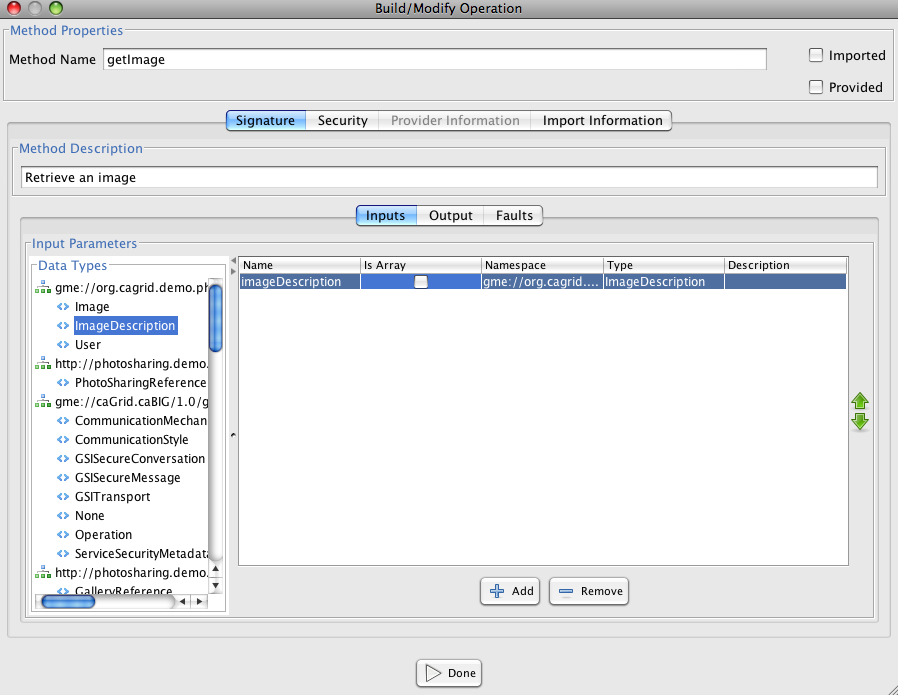 Build/Modify Operation
Method Properties
Method Name getImage
Imported
Provided
Signature Security Provider Information Import Information
Method Description
Retrieve an image
Inputs Output Faults
Input Parameters
Data Types
gme://org.cagrid.demo.ph
Image
ImageDescription
User
http://photosharing.demo.
PhotoSharingReference
gme://caGrid.caBIG/1.0/g
CommunicationMechan
CommunicationStyle
GSISecureConversation
GSISecureMessage
GSITransport
None
Operation
ServiceSecurityMetadata
http://photosharing.demo.
GalleryReference
Name Is Array Namespace Type Description
imageDescription gme://org.cagrid.... ImageDescription
Add Remove
Done